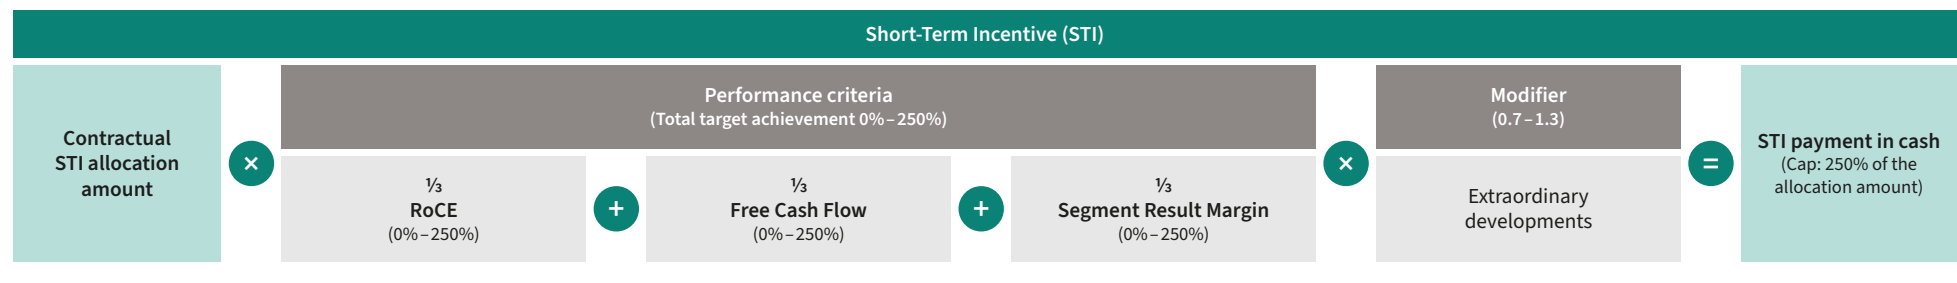 Short-Term Incentive (STI)
Contractual
STI allocation
amount
×
Performance criteria
(Total target achievement 0% – 250%)
⅓
RoCE
(0% – 250%)
+
⅓
Free Cash Flow
(0% – 250%)
+
⅓
Segment Result Margin
(0% – 250%)
×
Modifier
(0.7 – 1.3)
Extraordinary
developments
=
STI payment in cash
(Cap: 250% of the
allocation amount)